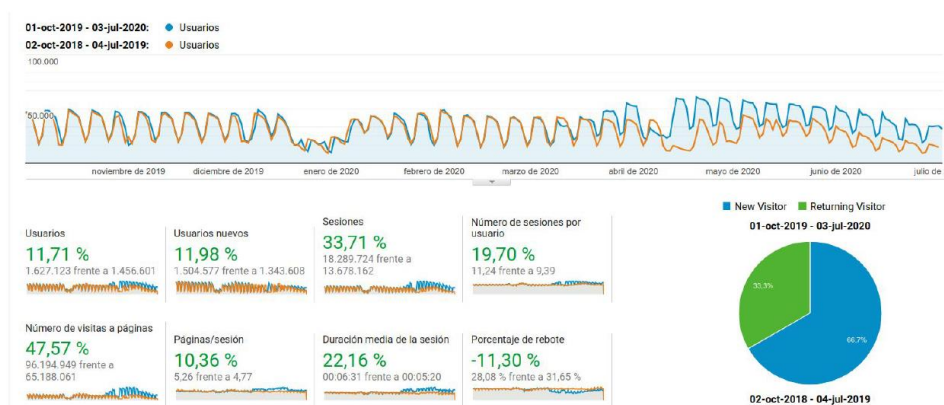 01-oct-2019 - 03-jul-2020: Usuarios
02-oct-2018 - 04-jul-2019: Usuarios
100.000
50.000
noviembre de 2019 diciembre de 2019 enero de 2020 febrero de 2020 marzo de 2020 abril de 2020 mayo de 2020 junio de 2020 julio de
New Visitor Returning Visitor
01-oct-2019 - 03-jul-2020
Usuarios
11,71 %
1.627.123 frente a 1.456.601
Usuarios nuevos
11,98 %
1.504.577 frente a 1.343.608
Sesiones
33,71 %
18.289.724 frente a
13.678.162
Número de sesiones por
usuario
19,70 %
11,24 frente a 9,39
33,3%
66,7%
Número de visitas a páginas
47,57 %
96.194.949 frente a
65.188.061
Páginas/sesión
10,36 %
5,26 frente a 4,77
Duración media de la sesión
22,16 %
00:06:31 frente a 00:05:20
Porcentaje de rebote
-11,30 %
28,08 % frente a 31,65 %
02-oct-2018 - 04-jul-2019